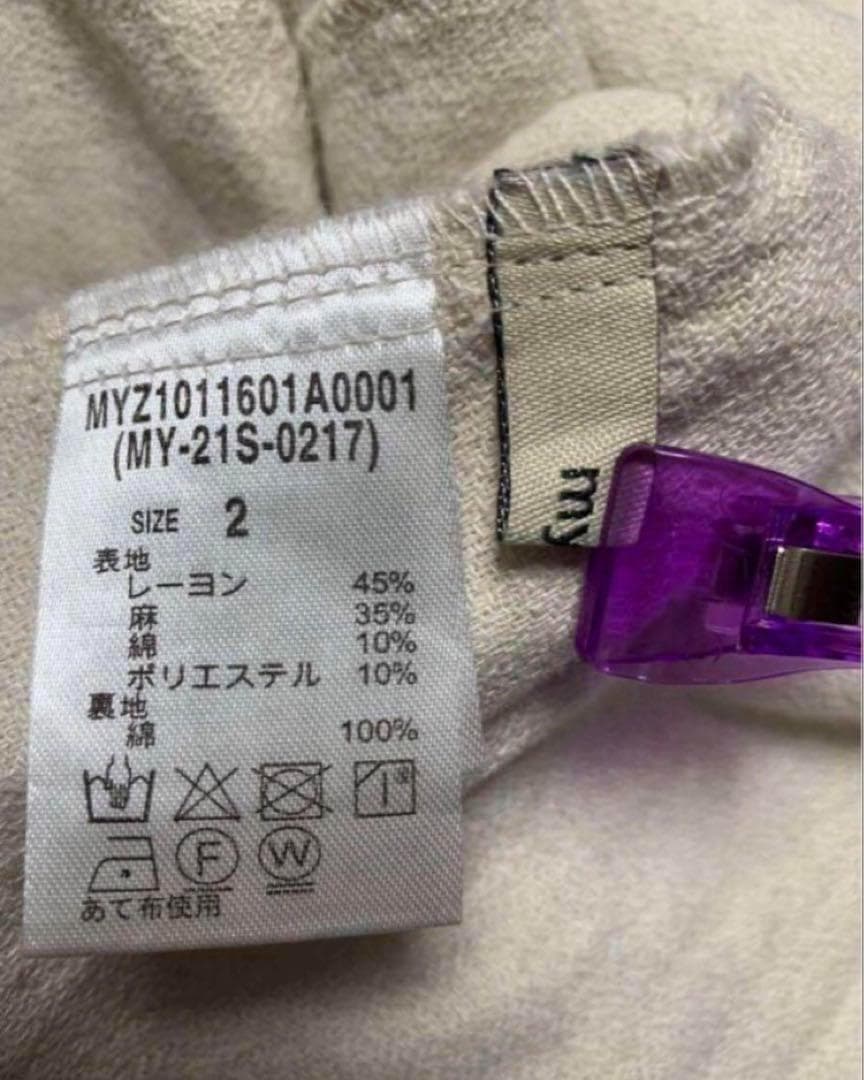 MYZ1011601A0001
(MY-21S-0217)
SIZE 2
表地
レーヨン 45%
麻 35%
綿 10%
ポリエステル 10%
裏地
綿 100%
F W
あて布使用
my